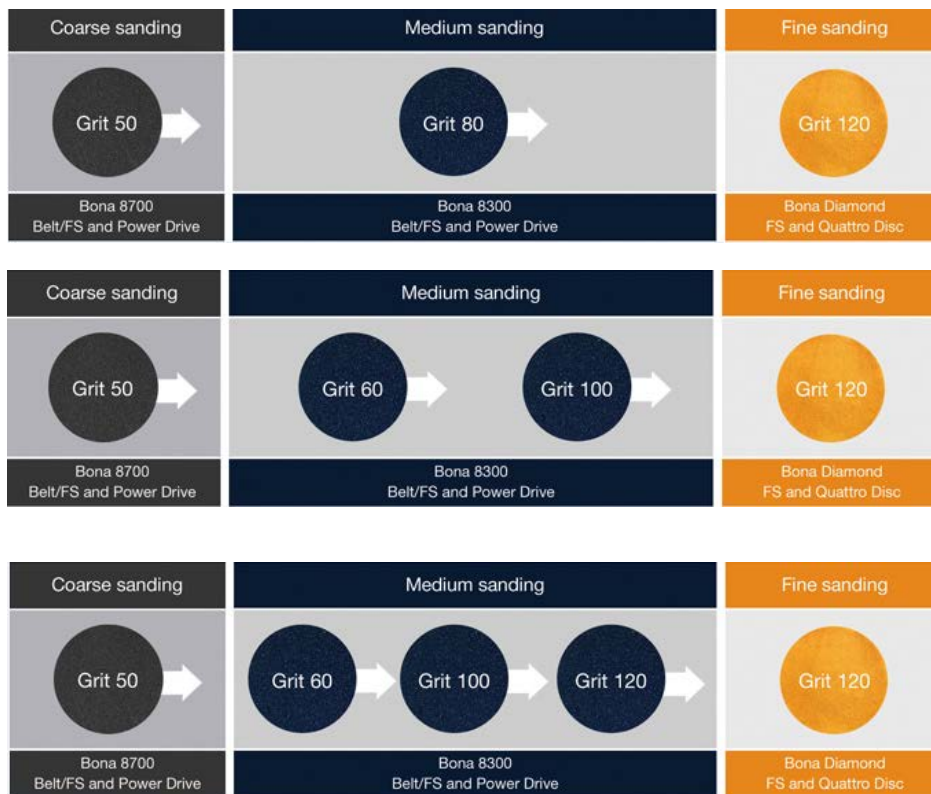 Coarse sanding
Medium sanding
Fine sanding
Grit 50
Grit 80
Grit 120
Bona 8700
Belt/FS and Power Drive
Bona 8300
Belt/FS and Power Drive
Bona Diamond
FS and Quattro Disc
Coarse sanding
Medium sanding
Fine sanding
Grit 50
Grit 60
Grit 100
Grit 120
Bona 8700
Belt/FS and Power Drive
Bona 8300
Belt/FS and Power Drive
Bona Diamond
FS and Quattro Disc
Coarse sanding
Medium sanding
Fine sanding
Grit 50
Grit 60
Grit 100
Grit 120
Grit 120
Bona 8700
Belt/FS and Power Drive
Bona 8300
Belt/FS and Power Drive
Bona Diamond
FS and Quattro Disc